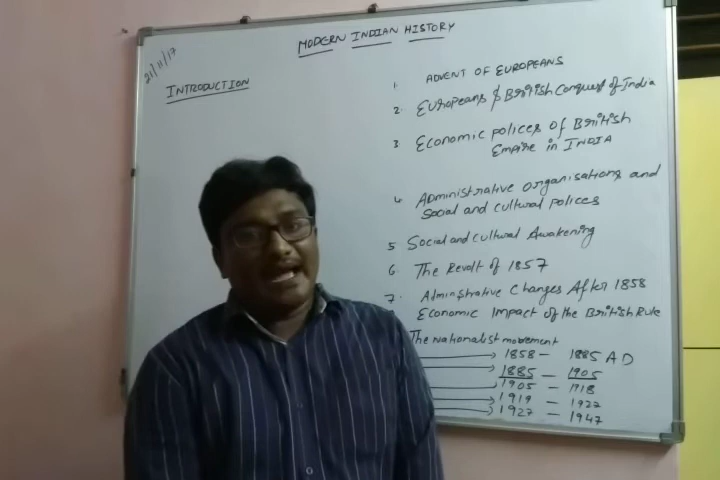 21/11/17
MODERN INDIAN HISTORY
INTRODUCTION
1. ADVENT OF EUROPEANS
2. Europeans & British Conquest of India
3 Economic polices of British
Empire in INDIA
4 Administrative organisations and
Social and cultural polices
5 Social and cultural Awakening
6. The Revolt of 1857
7. Adminstrative changes After 1858
Economic Impact of the British Rule
The nationalist movement
1858 - 1885 AD
1885 - 1905
1905 - 1918
1919 - 1922
1927 - 1947